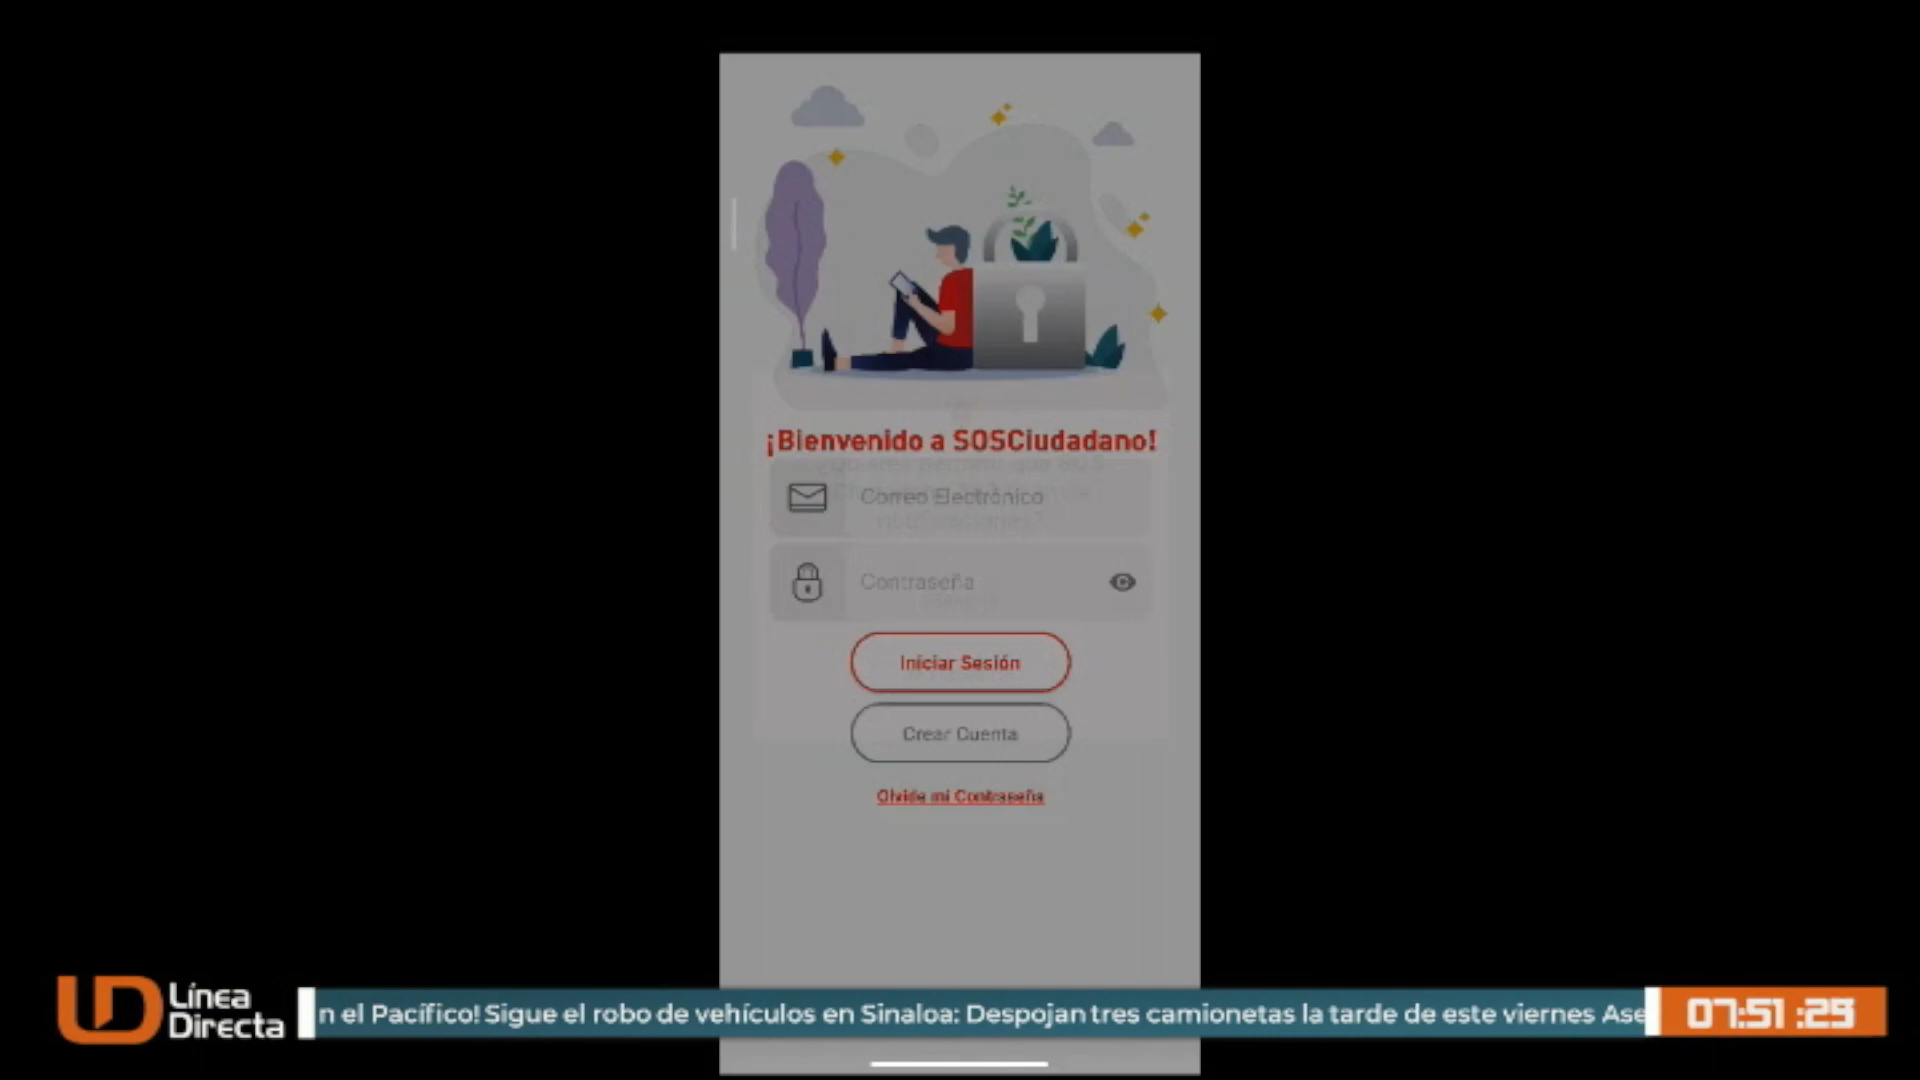 ¡Bienvenido a SOSCiudadano!
Correo Electrónico
Contraseña
Iniciar Sesión
Crear Cuenta
Olvide mi Contraseña
Línea
Directa
n el Pacífico! Sigue el robo de vehículos en Sinaloa: Despojan tres camionetas la tarde de este viernes Ase
07:51 :29